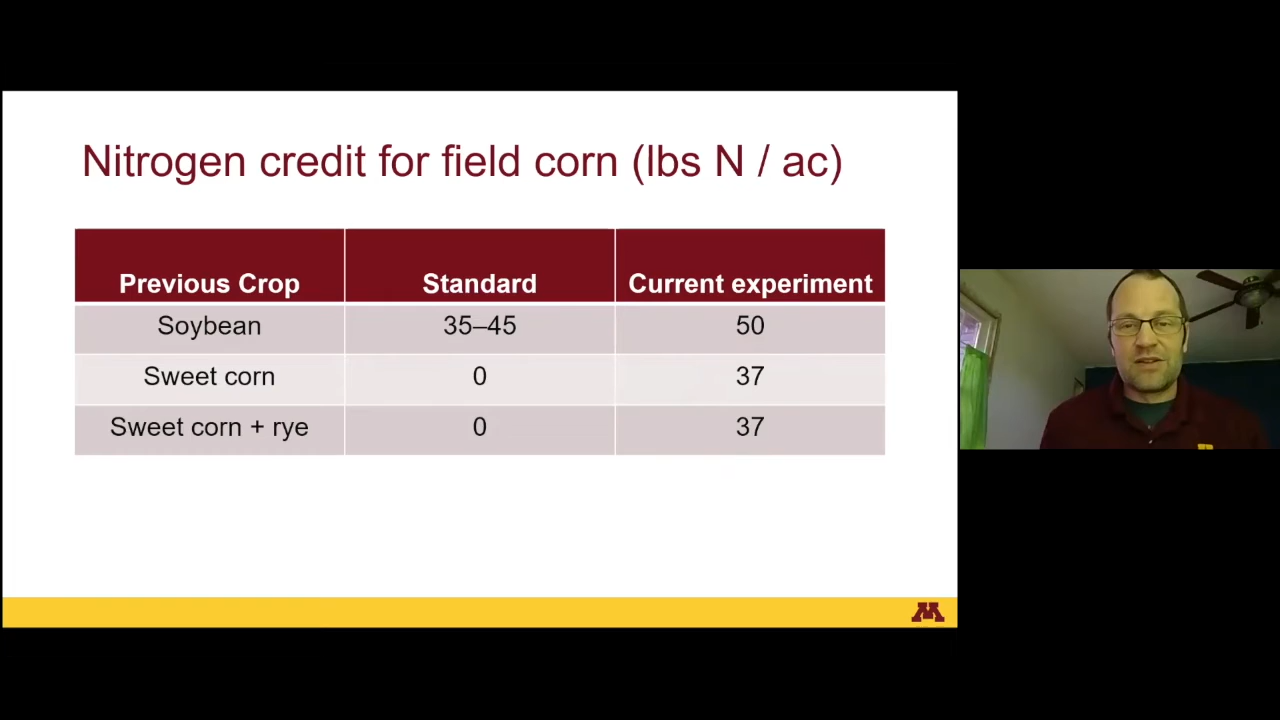 Nitrogen credit for field corn (lbs N / ac)
Previous Crop Standard Current experiment
Soybean 35–45 50
Sweet corn 0 37
Sweet corn + rye 0 37
M